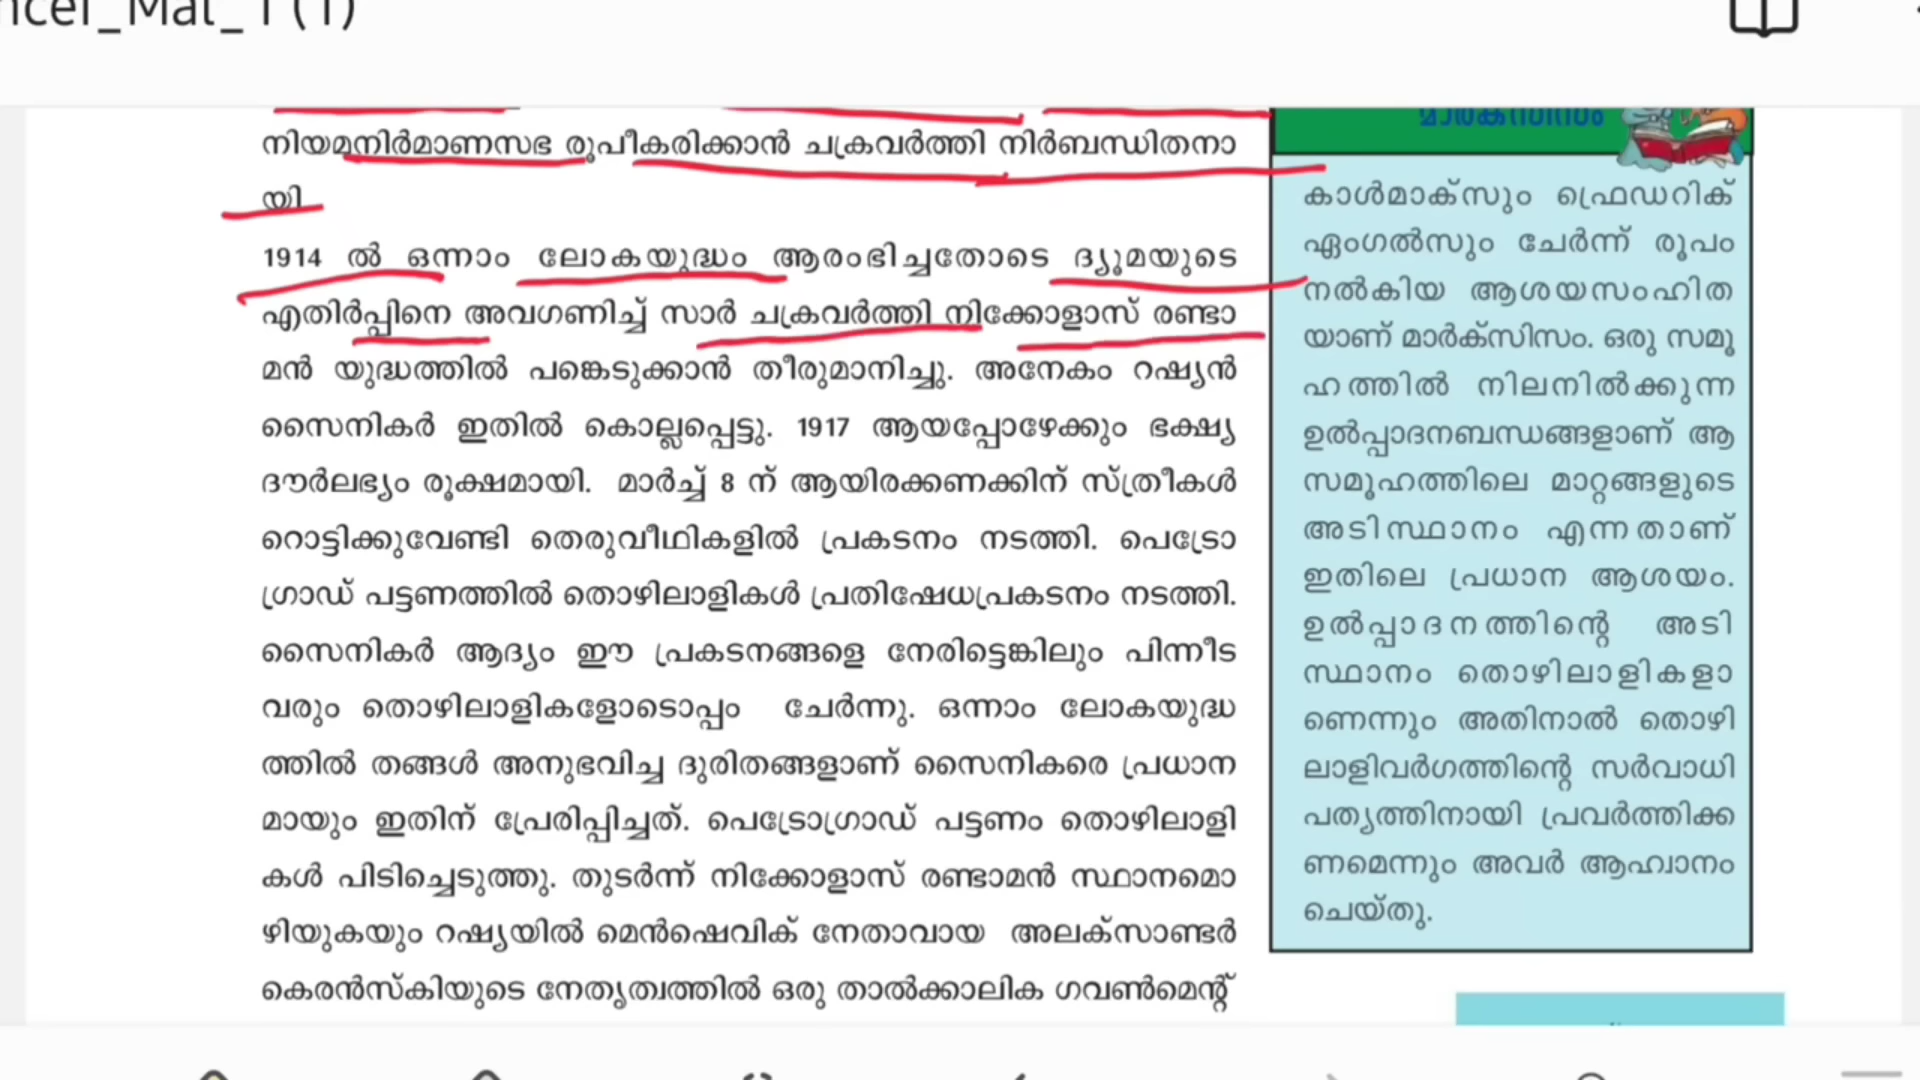 ncef_Mal_1 (1)
നിയമനിർമാണസഭ രൂപീകരിക്കാൻ ചക്രവർത്തി നിർബന്ധിതനാ
യി
1914 ൽ ഒന്നാം ലോകയുദ്ധം ആരംഭിച്ചതോടെ ദ്യൂമയുടെ
എതിർപ്പിനെ അവഗണിച്ച് സാർ ചക്രവർത്തി നിക്കോളാസ് രണ്ടാ
മൻ യുദ്ധത്തിൽ പങ്കെടുക്കാൻ തീരുമാനിച്ചു. അനേകം റഷ്യൻ
സൈനികർ ഇതിൽ കൊല്ലപ്പെട്ടു. 1917 ആയപ്പോഴേക്കും ഭക്ഷ്യ
ദൗർലഭ്യം രൂക്ഷമായി. മാർച്ച് 8 ന് ആയിരക്കണക്കിന് സ്ത്രീകൾ
റൊട്ടിക്കുവേണ്ടി തെരുവീഥികളിൽ പ്രകടനം നടത്തി. പെട്രോ
ഗ്രാഡ് പട്ടണത്തിൽ തൊഴിലാളികൾ പ്രതിഷേധപ്രകടനം നടത്തി.
സൈനികർ ആദ്യം ഈ പ്രകടനങ്ങളെ നേരിട്ടെങ്കിലും പിന്നീട
വരും തൊഴിലാളികളോടൊപ്പം ചേർന്നു. ഒന്നാം ലോകയുദ്ധ
ത്തിൽ തങ്ങൾ അനുഭവിച്ച ദുരിതങ്ങളാണ് സൈനികരെ പ്രധാന
മായും ഇതിന് പ്രേരിപ്പിച്ചത്. പെട്രോഗ്രാഡ് പട്ടണം തൊഴിലാളി
കൾ പിടിച്ചെടുത്തു. തുടർന്ന് നിക്കോളാസ് രണ്ടാമൻ സ്ഥാനമൊ
ഴിയുകയും റഷ്യയിൽ മെൻഷെവിക് നേതാവായ അലക്സാണ്ടർ
കെരൻസ്കിയുടെ നേതൃത്വത്തിൽ ഒരു താൽക്കാലിക ഗവൺമെന്റ്
മാർക്സിസം
കാൾമാക്സും ഫ്രെഡറിക്
ഏംഗൽസും ചേർന്ന് രൂപം
നൽകിയ ആശയസംഹിത
യാണ് മാർക്സിസം. ഒരു സമൂ
ഹത്തിൽ നിലനിൽക്കുന്ന
ഉൽപ്പാദനബന്ധങ്ങളാണ് ആ
സമൂഹത്തിലെ മാറ്റങ്ങളുടെ
അടിസ്ഥാനം എന്നതാണ്
ഇതിലെ പ്രധാന ആശയം.
ഉൽപ്പാദനത്തിന്റെ അടി
സ്ഥാനം തൊഴിലാളികളാ
ണെന്നും അതിനാൽ തൊഴി
ലാളിവർഗത്തിന്റെ സർവാധി
പത്യത്തിനായി പ്രവർത്തിക്ക
ണമെന്നും അവർ ആഹ്വാനം
ചെയ്തു.